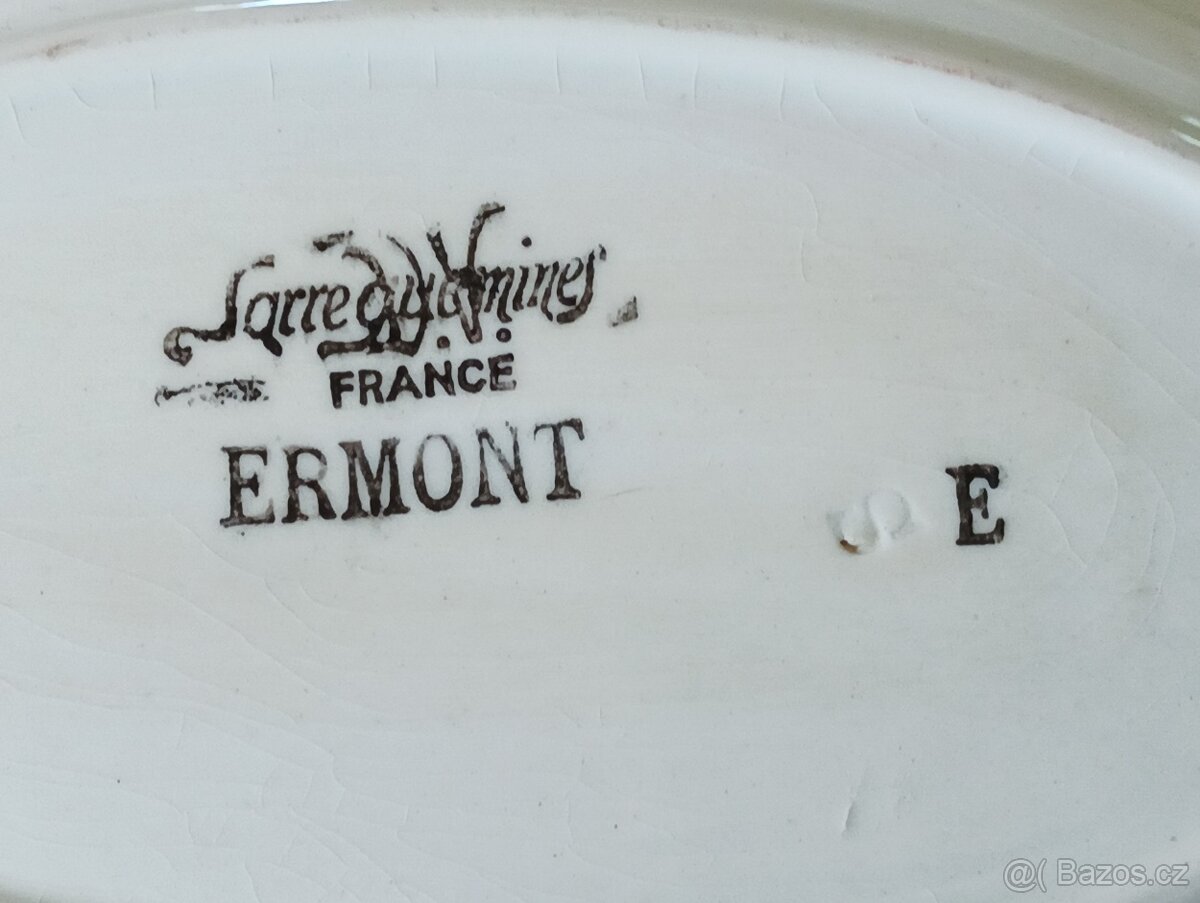 Sarreguemines
FRANCE
ERMONT
E
@( Bazos.cz